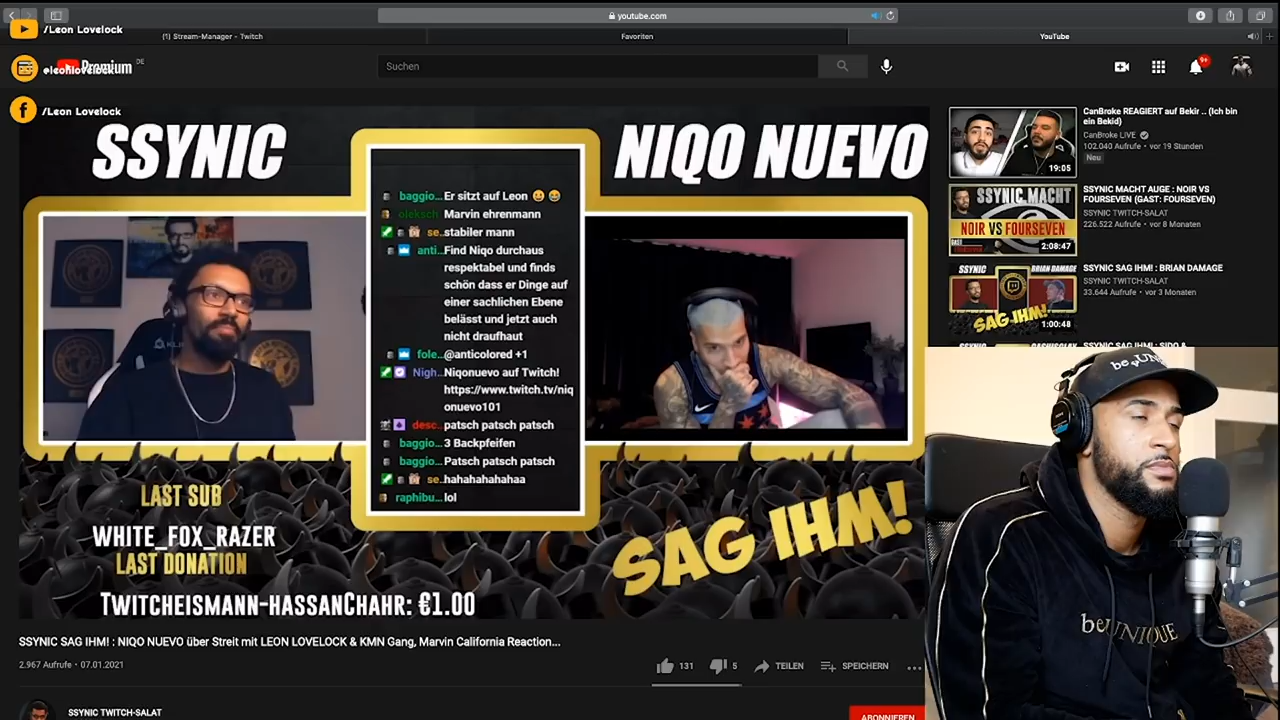 youtube.com
/Leon Lovelock
(1) Stream-Manager - Twitch
Favoriten
YouTube
@leonlovelock
Premium
DE
Suchen
9+
/Leon Lovelock
SSYNIC
NIQO NUEVO
baggio... Er sitzt auf Leon 😀 😂
oleksch Marvin ehrenmann
se.. stabiler mann
anti.. Find Niqo durchaus
respektabel und finds
schön dass er Dinge auf
einer sachlichen Ebene
belässt und jetzt auch
nicht draufhaut
fole... @anticolored +1
Nigh.. Niqonuevo auf Twitch!
https://www.twitch.tv/niq
onuevo101
desc.. patsch patsch patsch
baggio... 3 Backpfeifen
baggio... Patsch patsch patsch
se.. hahahahahahaa
raphibu... lol
LAST SUB
WHITE_FOX_RAZER
LAST DONATION
TWITCHEISMANN-HASSANCHAHR: €1.00
SAG IHM!
SSYNIC SAG IHM! : NIQO NUEVO über Streit mit LEON LOVELOCK & KMN Gang, Marvin California Reaction...
2.967 Aufrufe • 07.01.2021
131
5
TEILEN
SPEICHERN
SSYNIC TWITCH-SALAT
ABONNIEREN
CanBroke REAGIERT auf Bekir .. (Ich bin
ein Bekid)
CanBroke LIVE
102.040 Aufrufe • vor 19 Stunden
Neu
19:05
SSYNIC MACHT
NOIR VS FOURSEVEN
2:08:47
SSYNIC MACHT AUGE : NOIR VS
FOURSEVEN (GAST: FOURSEVEN)
SSYNIC TWITCH-SALAT
226.522 Aufrufe • vor 8 Monaten
SSYNIC
BRIAN DAMAGE
SAG IHM!
1:00:48
SSYNIC SAG IHM! : BRIAN DAMAGE
SSYNIC TWITCH-SALAT
33.644 Aufrufe • vor 3 Monaten
be UNIQUE